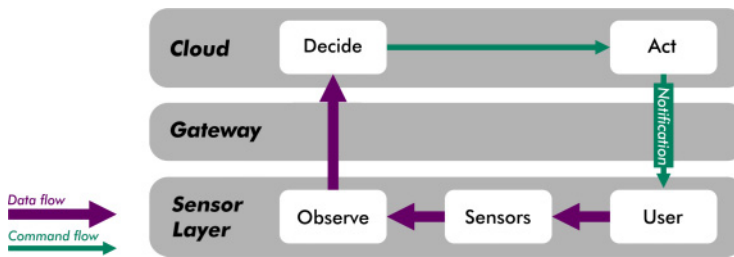 Cloud
Decide
Act
Notification
Gateway
Data flow
Command flow
Sensor
Layer
Observe
Sensors
User